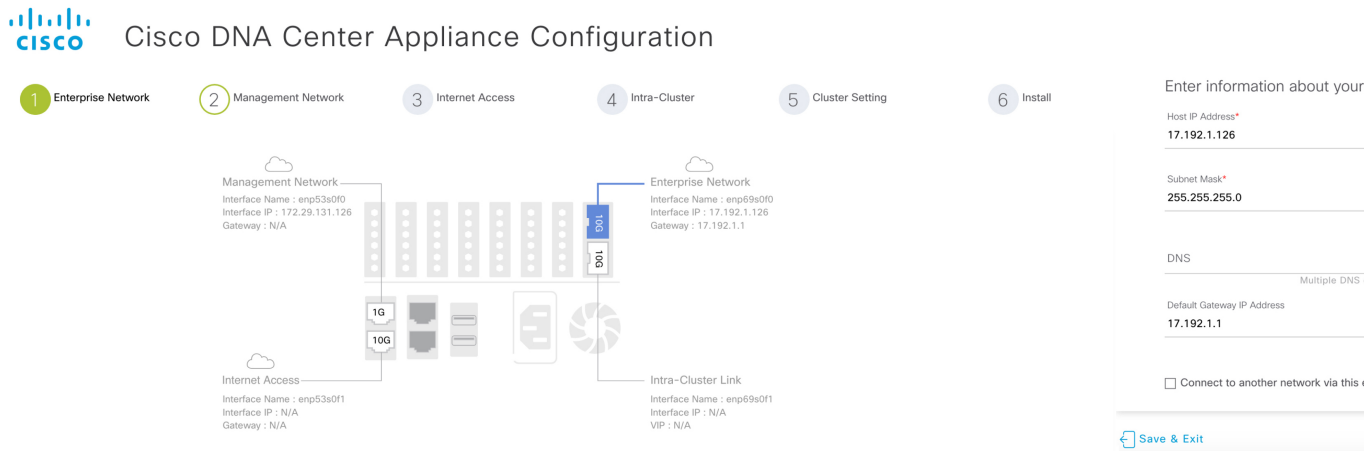 CISCO
Cisco DNA Center Appliance Configuration
1 Enterprise Network
2 Management Network
3 Internet Access
4 Intra-Cluster
5 Cluster Setting
6 Install
Management Network
Interface Name : enp53s0f0
Interface IP : 172.29.131.126
Gateway : N/A
Enterprise Network
Interface Name : enp69s0f0
Interface IP : 17.192.1.126
Gateway : 17.192.1.1
10G
10G
1G
10G
Internet Access
Interface Name : enp53s0f1
Interface IP : N/A
Gateway : N/A
Intra-Cluster Link
Interface Name : enp69s0f1
Interface IP : N/A
VIP : N/A
Enter information about your
Host IP Address*
17.192.1.126
Subnet Mask*
255.255.255.0
DNS
Multiple DNS
Default Gateway IP Address
17.192.1.1
Connect to another network via this e
Save & Exit